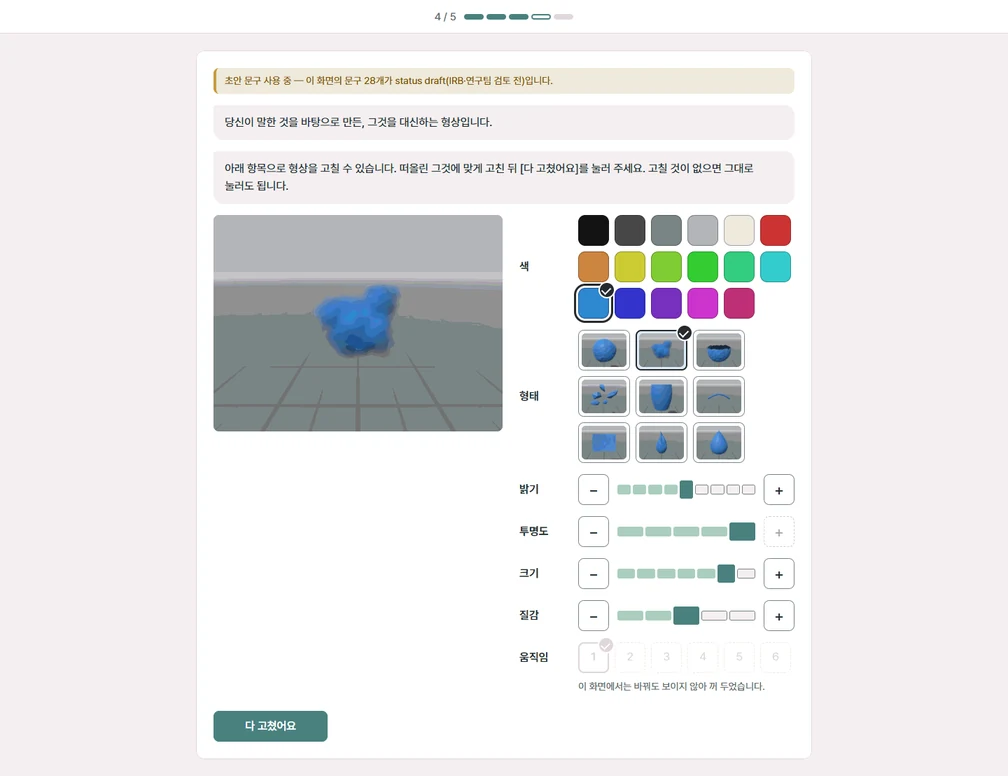 4 / 5
초안 문구 사용 중 — 이 화면의 문구 28개가 status draft(IRB·연구팀 검토 전)입니다.
당신이 말한 것을 바탕으로 만든, 그것을 대신하는 형상입니다.
아래 항목으로 형상을 고칠 수 있습니다. 떠올린 그것에 맞게 고친 뒤 [다 고쳤어요]를 눌러 주세요. 고칠 것이 없으면 그대로
눌러도 됩니다.
색
형태
밝기
− +
투명도
− +
크기
− +
질감
− +
움직임
1 2 3 4 5 6
이 화면에서는 바꿔도 보이지 않아 꺼 두었습니다.
다 고쳤어요